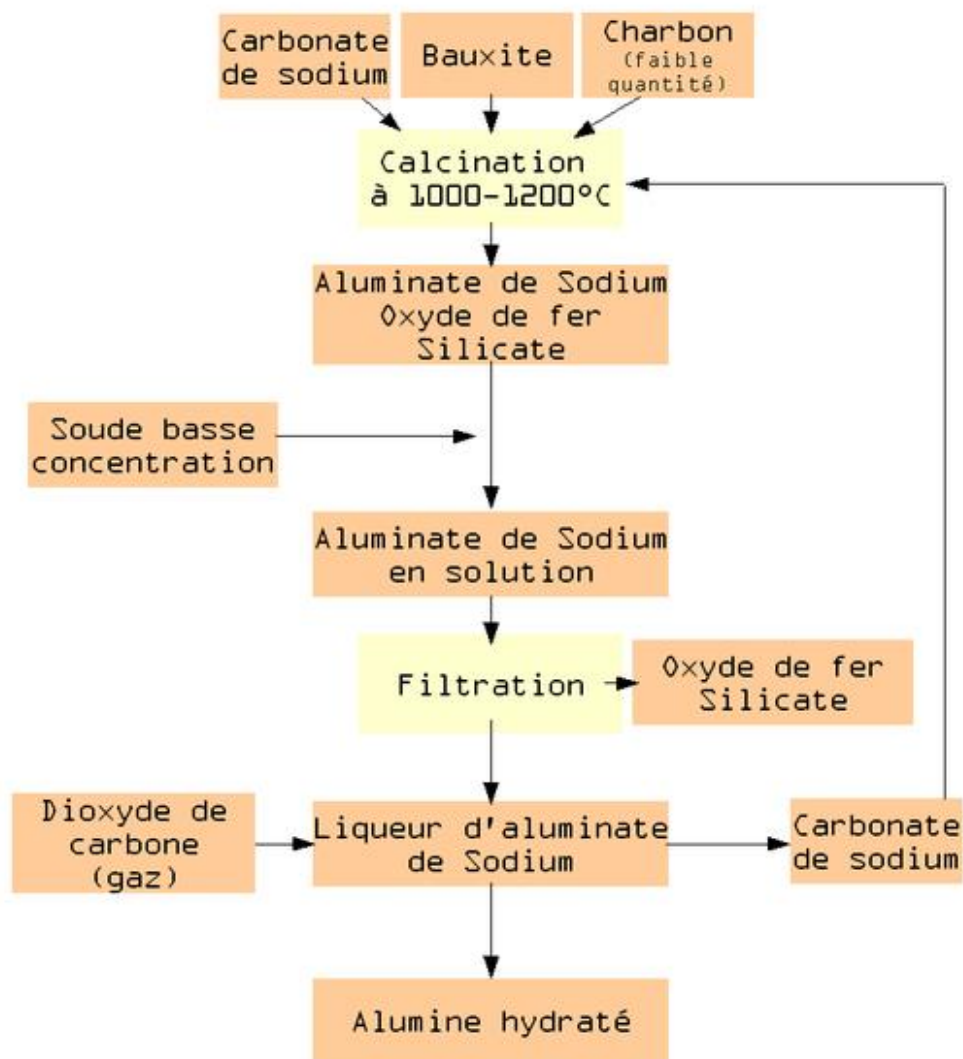 Carbonate
de sodium
Bauxite
Charbon
(faible
quantité)
Calcination
à 1000-1200°C
Aluminate de Sodium
Oxyde de fer
Silicate
Soude basse
concentration
Aluminate de Sodium
en solution
Filtration
Oxyde de fer
Silicate
Dioxyde de
carbone
(gaz)
Liqueur d'aluminate
de Sodium
Carbonate
de sodium
Alumine hydraté